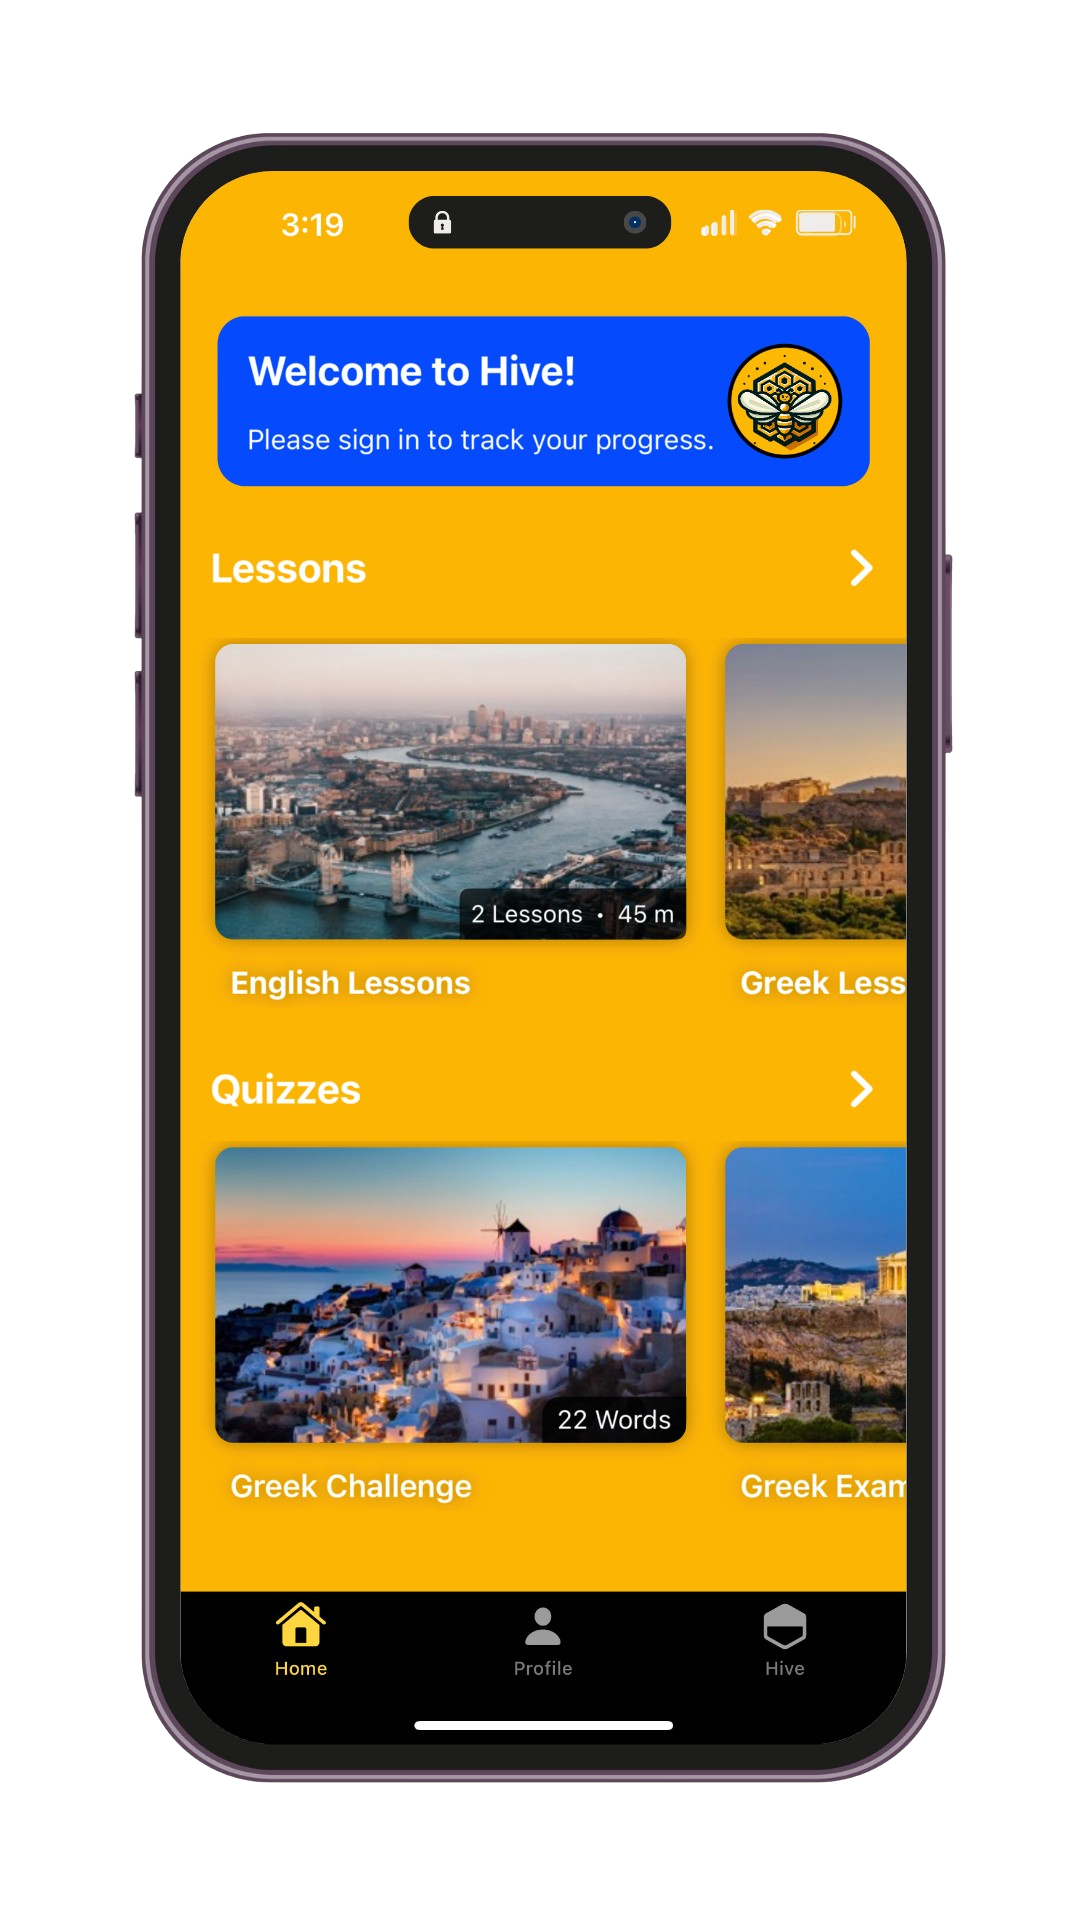 3:19
Welcome to Hive!
Please sign in to track your progress.
Lessons
2 Lessons • 45 m
English Lessons
Greek Less
Quizzes
22 Words
Greek Challenge
Greek Exam
Home
Profile
Hive